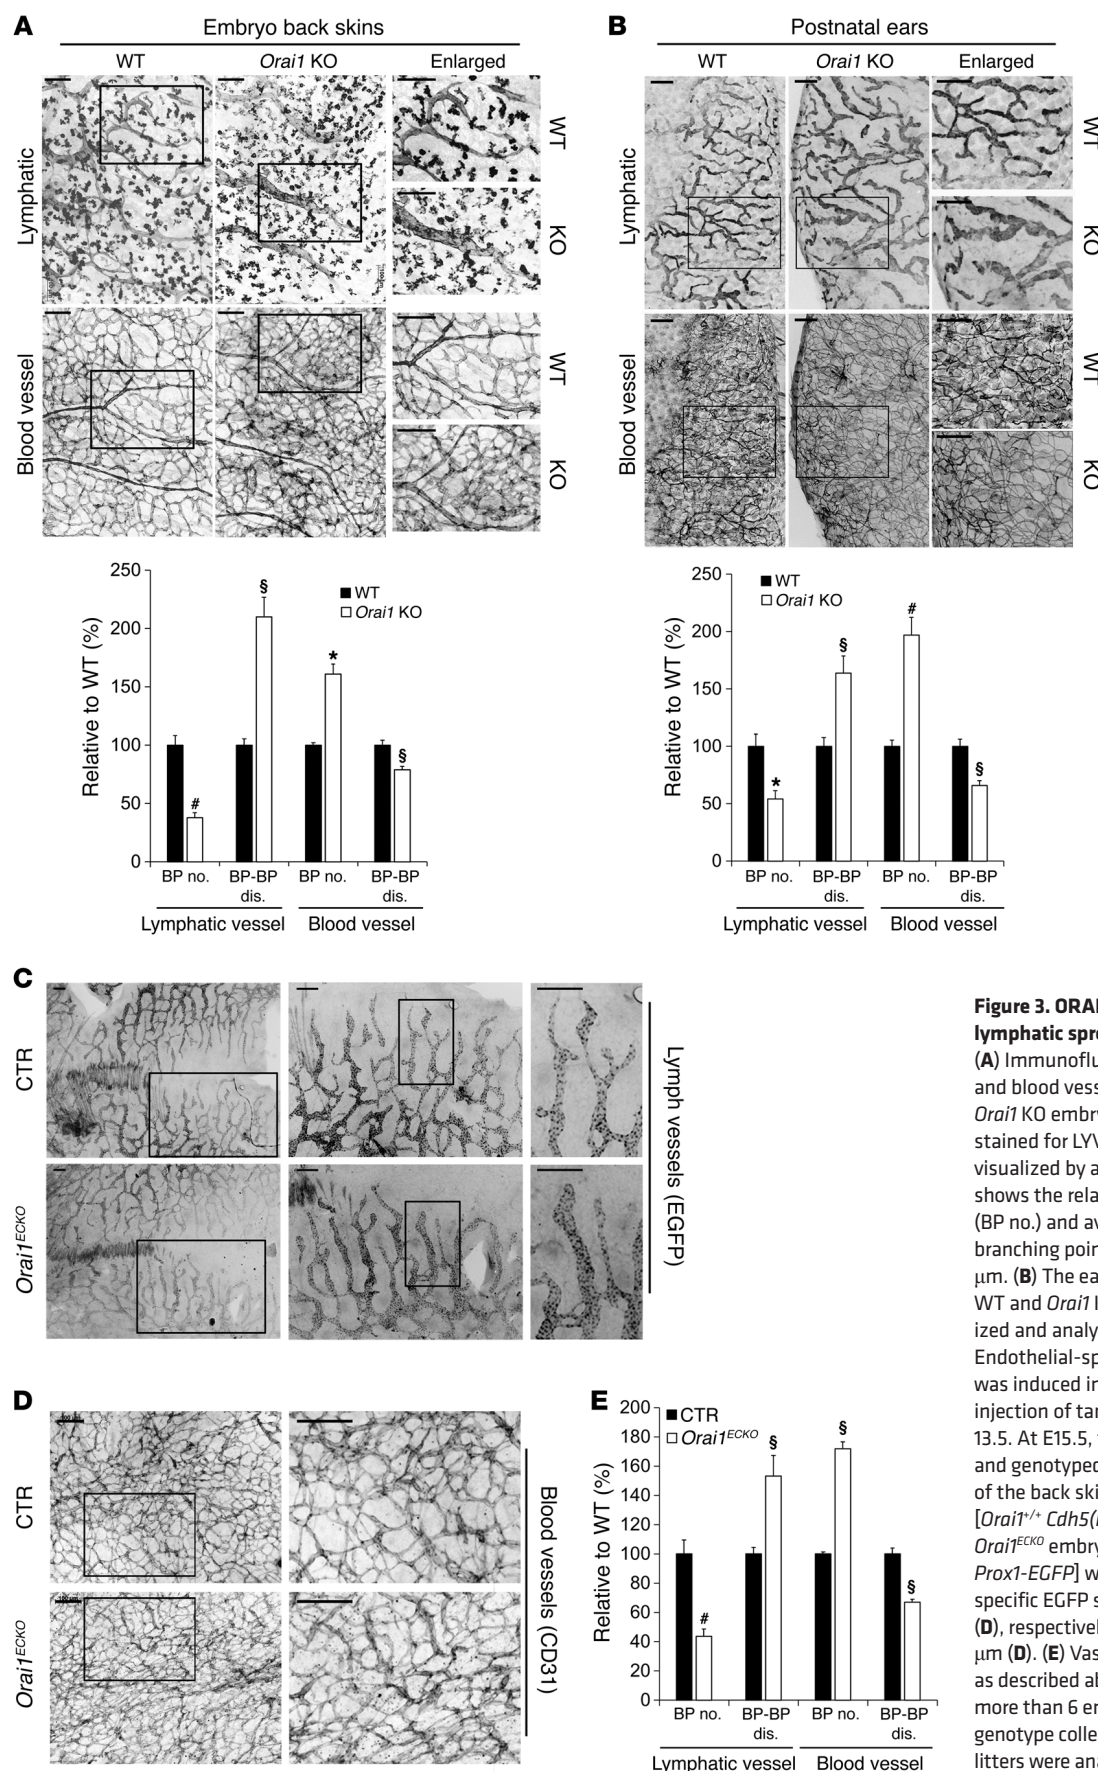 A
Embryo back skins
WT
Orai1 KO
Enlarged
Lymphatic
WT
KO
Blood vessel
WT
KO
250
200
150
100
50
0
Relative to WT (%)
WT
Orai1 KO
§
*
#
§
BP no.
BP-BP dis.
BP no.
BP-BP dis.
Lymphatic vessel
Blood vessel
B
Postnatal ears
WT
Orai1 KO
Enlarged
Lymphatic
WT
KO
Blood vessel
WT
KO
250
200
150
100
50
0
Relative to WT (%)
WT
Orai1 KO
*
§
#
§
BP no.
BP-BP dis.
BP no.
BP-BP dis.
Lymphatic vessel
Blood vessel
C
CTR
Orai1ECKO
Lymph vessels (EGFP)
D
CTR
Orai1ECKO
100 µm
Blood vessels (CD31)
E
200
180
160
140
120
100
80
60
40
20
0
Relative to WT (%)
CTR
Orai1ECKO
#
§
§
§
BP no.
BP-BP dis.
BP no.
BP-BP dis.
Lymphatic vessel
Blood vessel
Figure 3. ORAI
lymphatic spr
(A) Immunoflu
and blood vess
Orai1 KO embry
stained for LYV
visualized by a
shows the rela
(BP no.) and av
branching poin
µm. (B) The ea
WT and Orai1
ized and analy
Endothelial-sp
was induced in
injection of tar
13.5. At E15.5,
and genotyped
of the back skin
[Orai1+/+ Cdh5(
Orai1ECKO embry
Prox1-EGFP] w
specific EGFP s
(D), respectivel
µm (D). (E) Vas
as described ab
more than 6 er
genotype colle
litters were ana